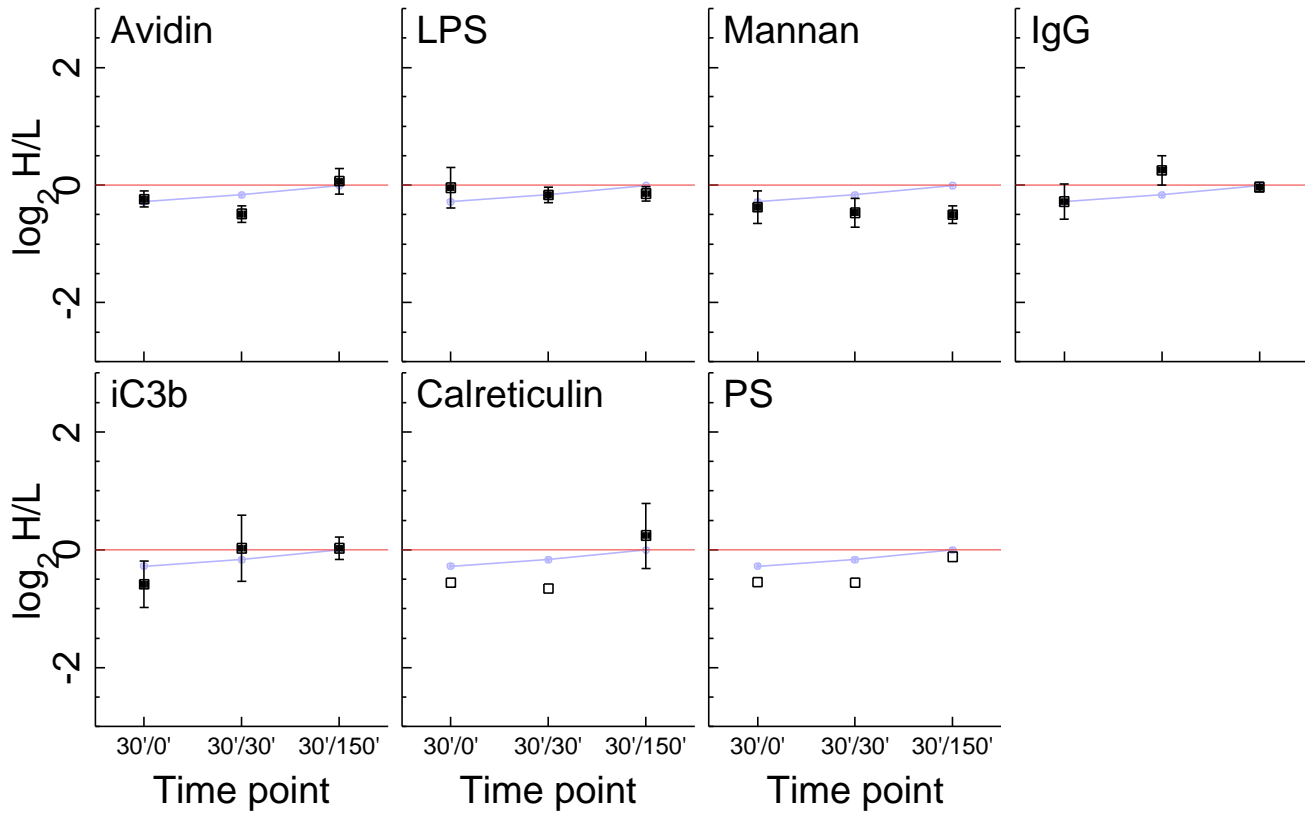 Avidin LPS Mannan IgG
log2 H/L
2
0
-2
iC3b Calreticulin PS
log2 H/L
2
0
-2
30'/0' 30'/30' 30'/150' 30'/0' 30'/30' 30'/150' 30'/0' 30'/30' 30'/150'
Time point Time point Time point